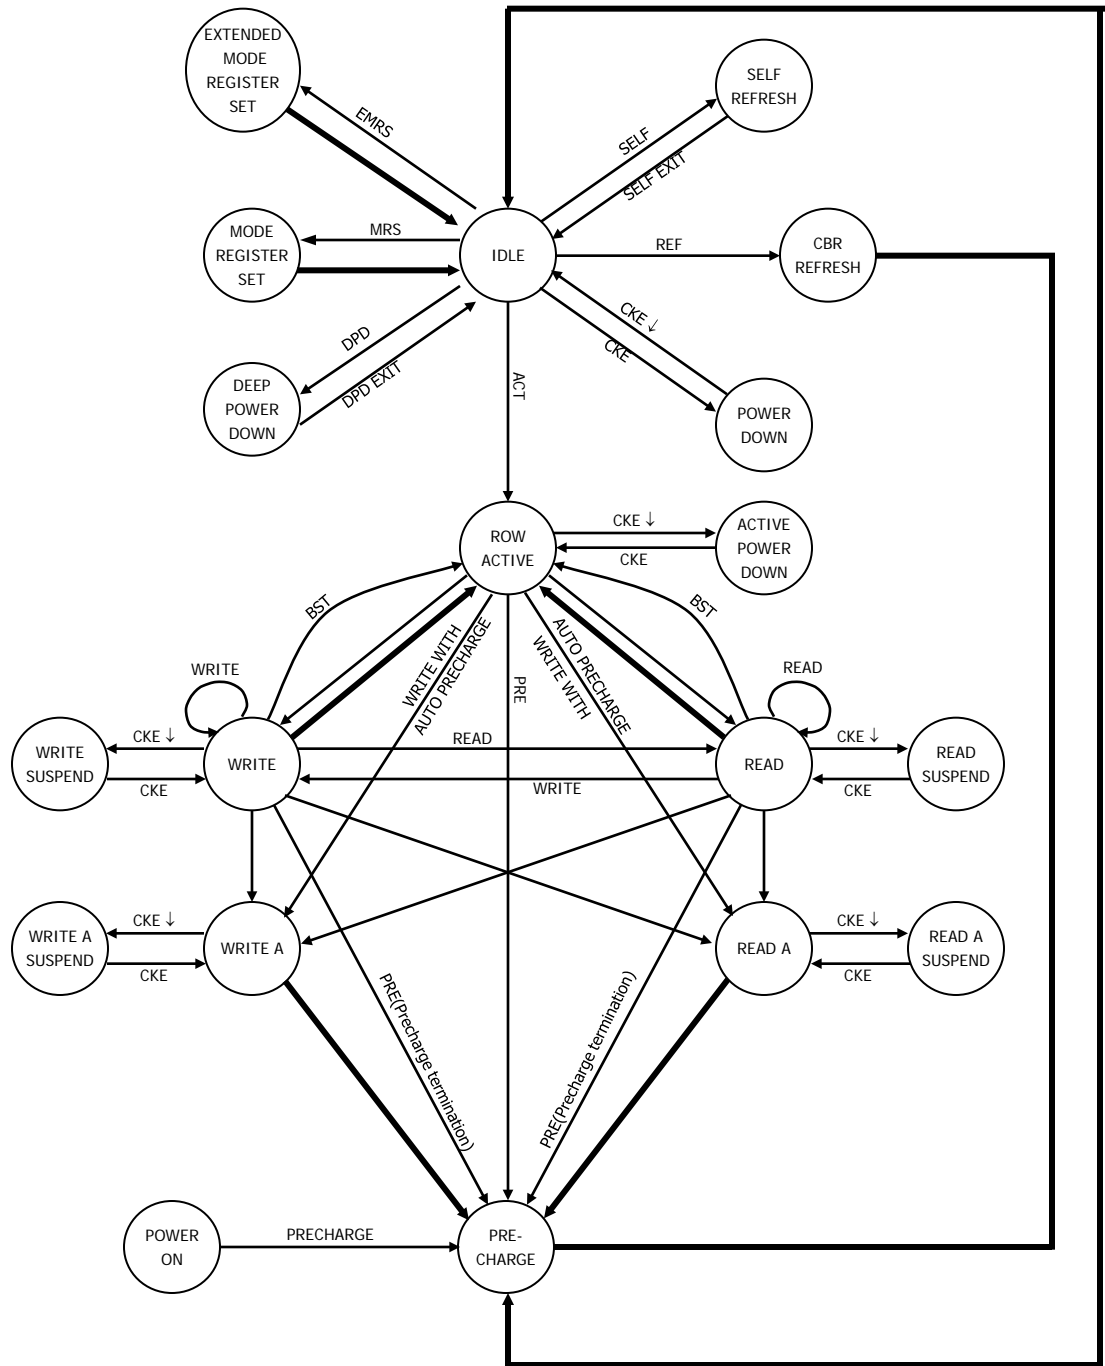 EXTENDED
MODE
REGISTER
SET
SELF
REFRESH
EMRS
SELF
SELF EXIT
MODE
REGISTER
SET
MRS
IDLE
REF
CBR
REFRESH
DPD
DPD EXIT
CKE ↓
CKE
DEEP
POWER
DOWN
ACT
POWER
DOWN
ROW
ACTIVE
CKE ↓
CKE
ACTIVE
POWER
DOWN
BST
BST
WRITE WITH
AUTO PRECHARGE
PRE
AUTO PRECHARGE
WRITE WITH
WRITE
READ
WRITE
SUSPEND
CKE ↓
CKE
WRITE
READ
WRITE
READ
CKE ↓
CKE
READ
SUSPEND
WRITE A
SUSPEND
CKE ↓
CKE
WRITE A
READ A
CKE ↓
CKE
READ A
SUSPEND
PRE(Precharge termination)
PRE(Precharge termination)
POWER
ON
PRECHARGE
PRE-
CHARGE